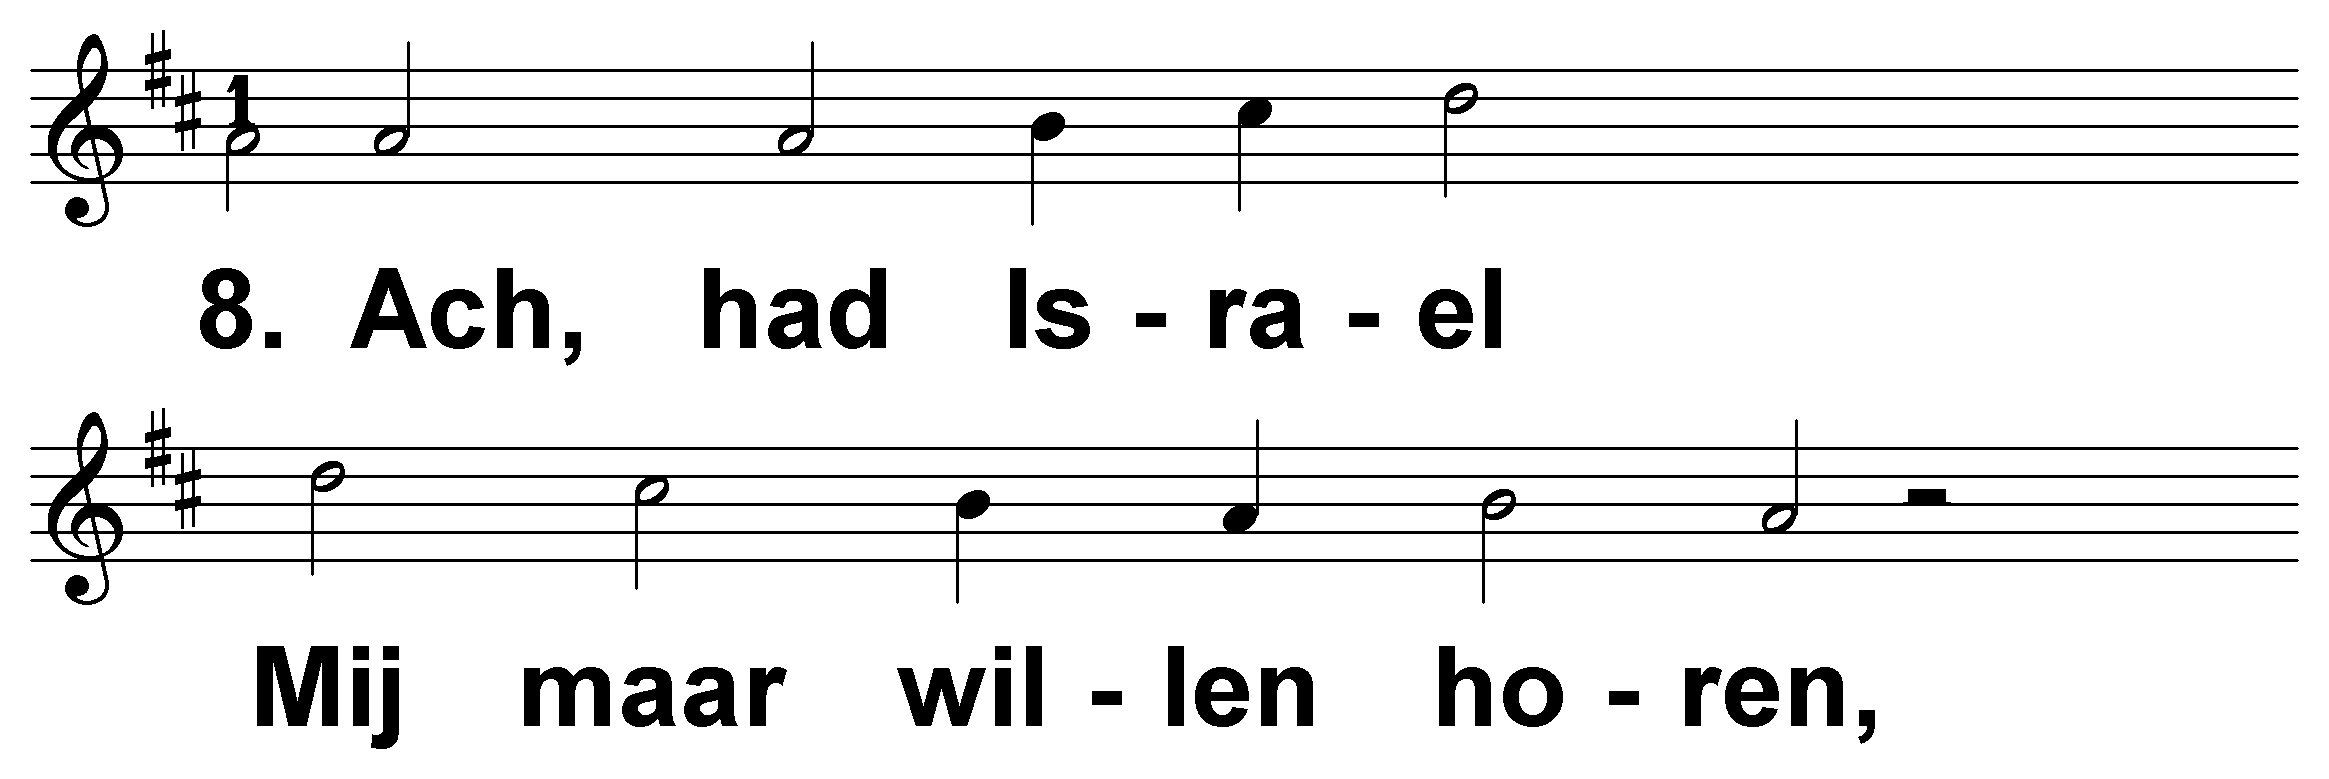 1
8. Ach, had Is - ra - el
Mij maar wil - len ho - ren,